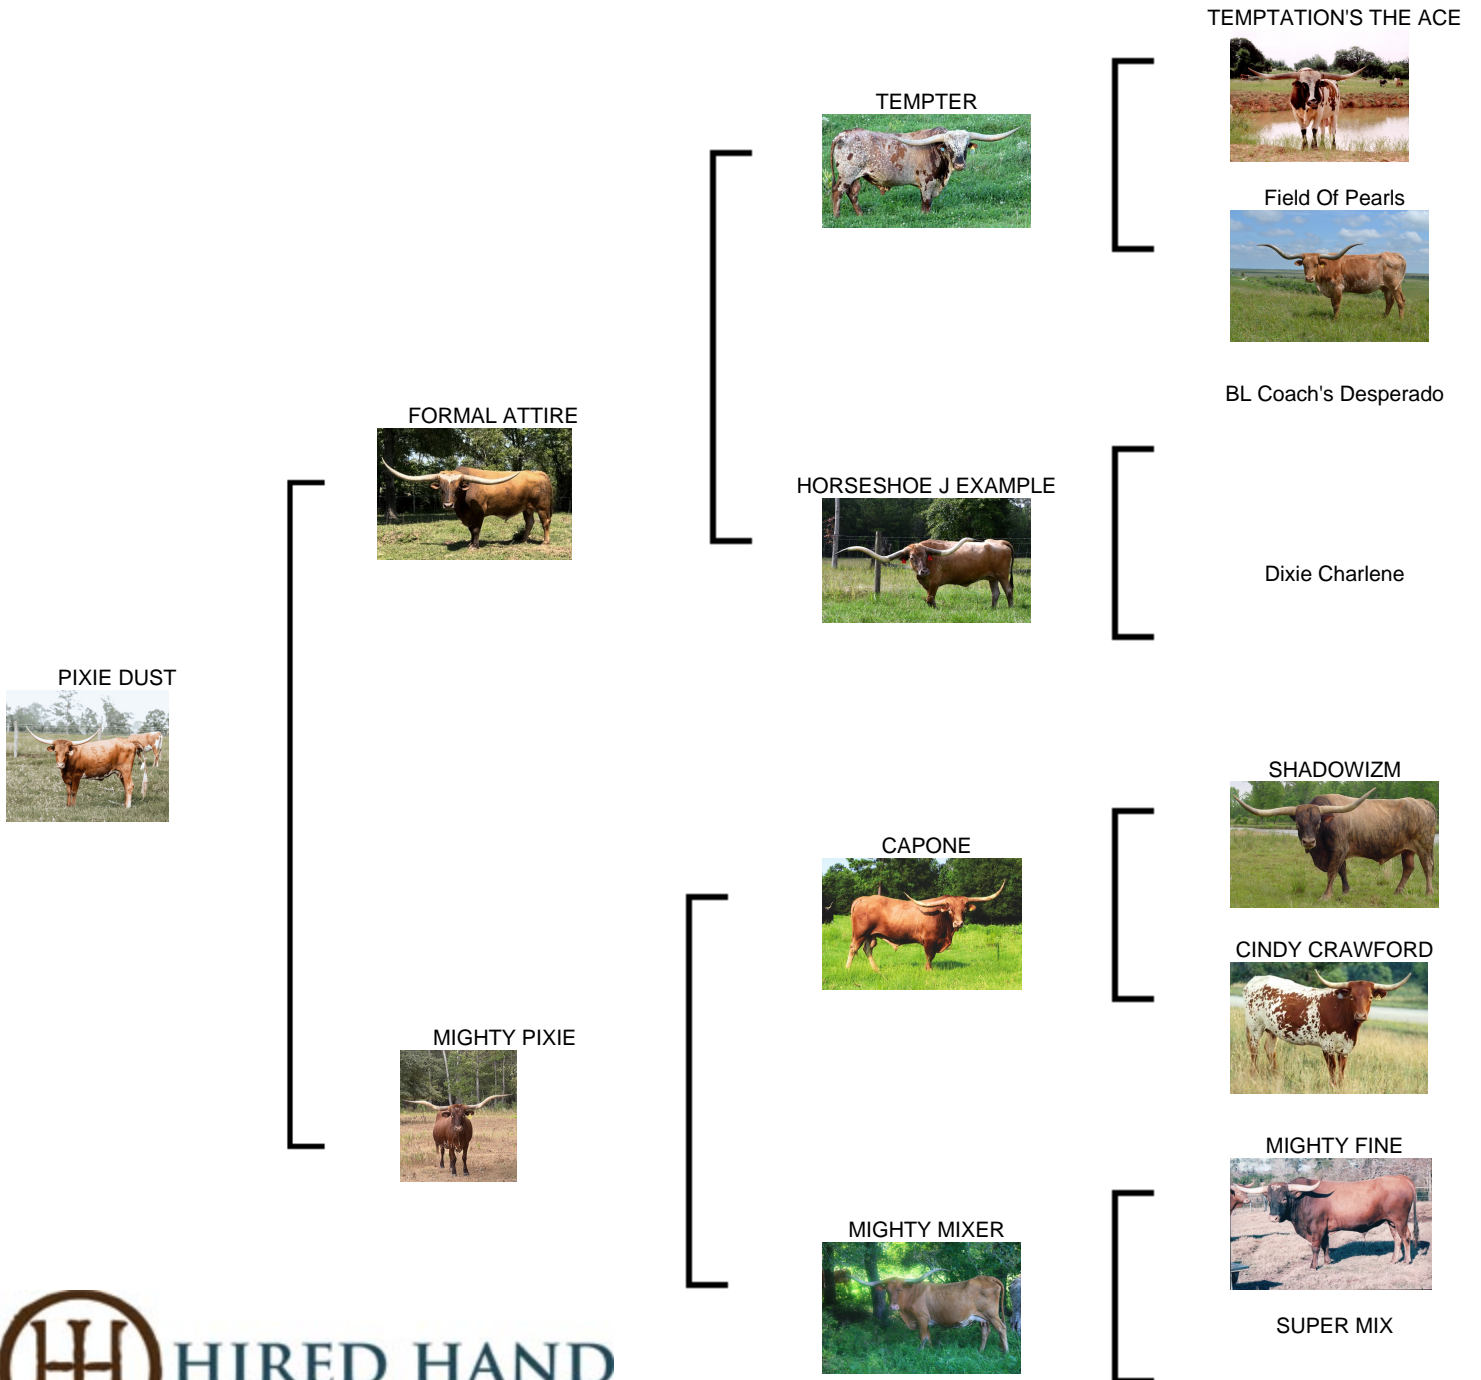 TEMPTATION'S THE ACE
TEMPTER
Field Of Pearls
BL Coach's Desperado
FORMAL ATTIRE
HORSESHOE J EXAMPLE
Dixie Charlene
PIXIE DUST
SHADOWIZM
CAPONE
CINDY CRAWFORD
MIGHTY PIXIE
MIGHTY FINE
MIGHTY MIXER
SUPER MIX
HIRED HAND